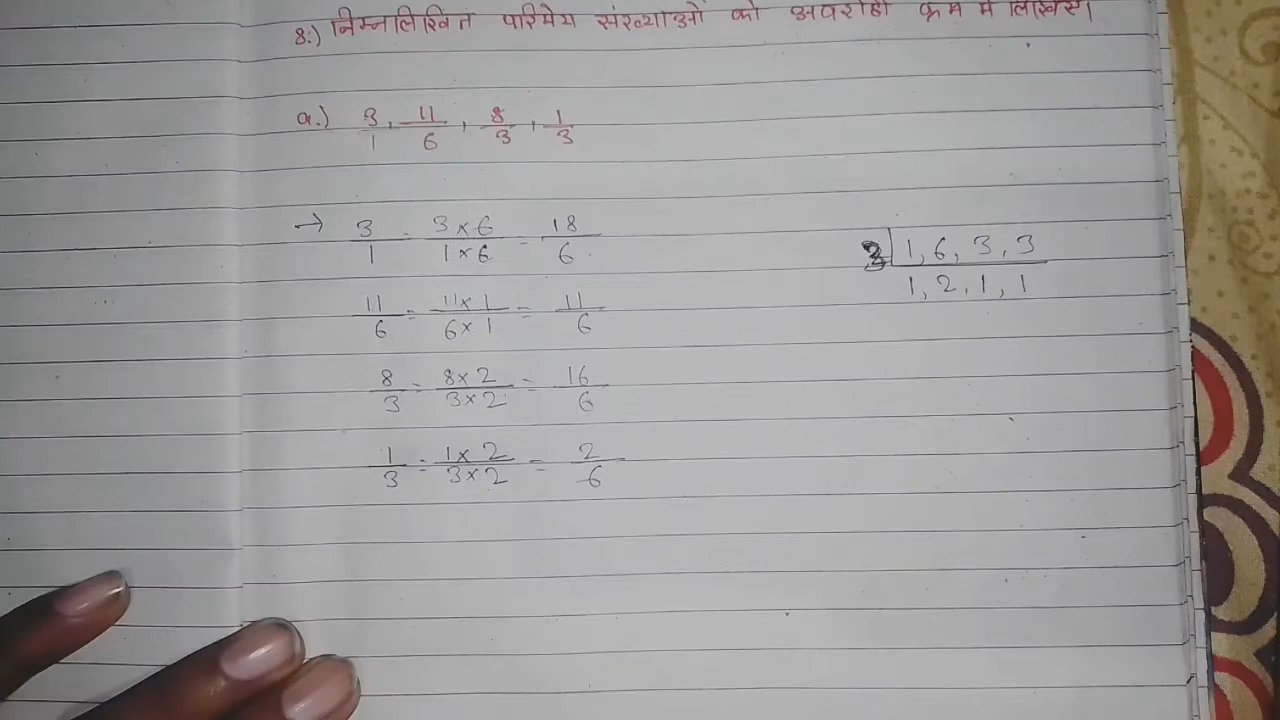 8.) निम्नलिखित परिमेय संख्याओं को अवरोही क्रम में लिखिए।
a.) 3/1, 11/6, 8/3, 1/3
→ 3/1 = 3×6/1×6 = 18/6
3 | 1, 6, 3, 3
1, 2, 1, 1
11/6 = 11×1/6×1 = 11/6
8/3 = 8×2/3×2 = 16/6
1/3 = 1×2/3×2 = 2/6